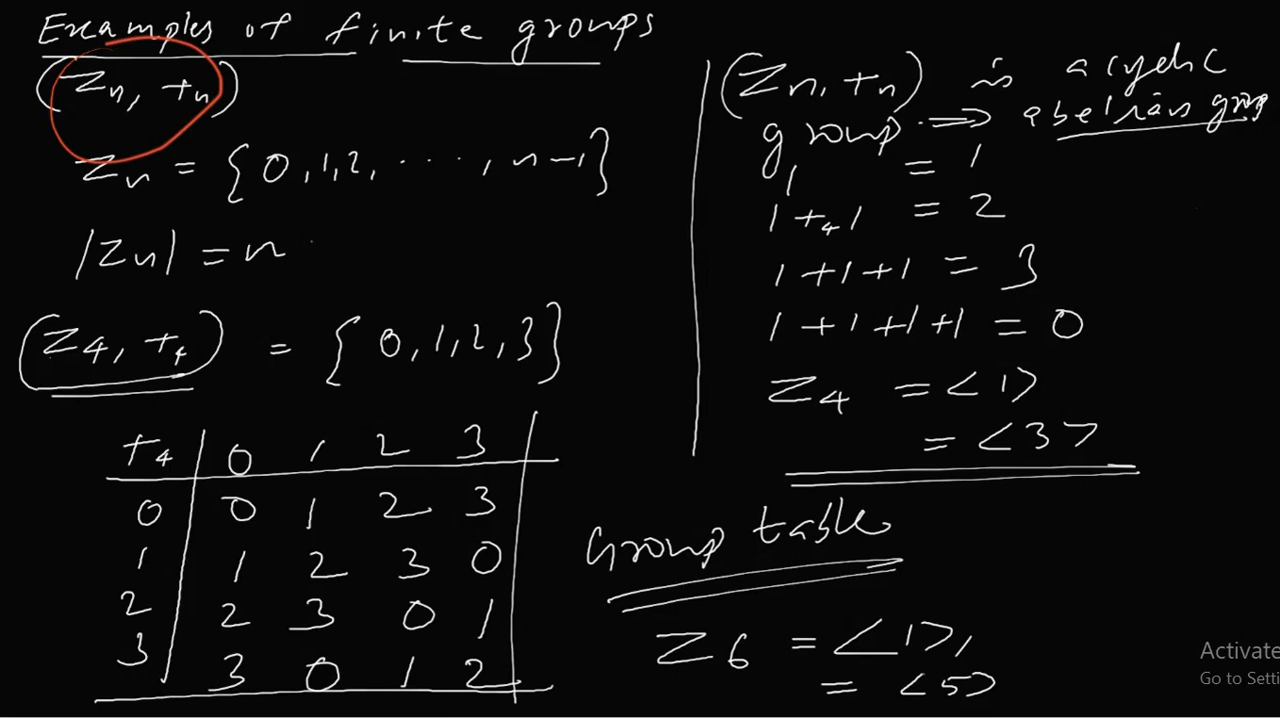 Examples of finite groups
(Zn, +n)
Zn = {0, 1, 2, ..., n-1}
|Zn| = n
(Z4, +4) = {0, 1, 2, 3}
+4 0 1 2 3
0 0 1 2 3
1 1 2 3 0
2 2 3 0 1
3 3 0 1 2
(Zn, +n) is a cyclic
group => abelian group
1 = 1
1 +4 1 = 2
1 + 1 + 1 = 3
1 + 1 + 1 + 1 = 0
Z4 = <1>
= <3>
Group table
Z6 = <1>,
= <5>
Activate
Go to Setti